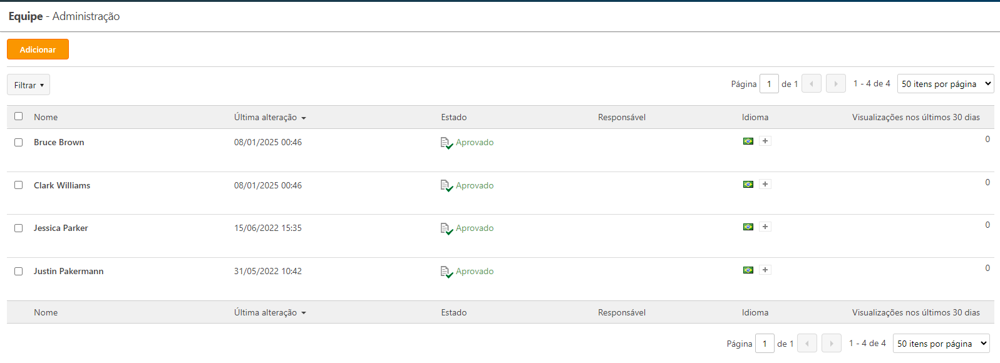 Equipe - Administração
Adicionar
Filtrar
Página 1 de 1 1 - 4 de 4 50 itens por página
Nome Última alteração Estado Responsável Idioma Visualizações nos últimos 30 dias
Bruce Brown 08/01/2025 00:46 Aprovado + 0
Clark Williams 08/01/2025 00:46 Aprovado + 0
Jessica Parker 15/06/2022 15:35 Aprovado + 0
Justin Pakermann 31/05/2022 10:42 Aprovado + 0
Nome Última alteração Estado Responsável Idioma Visualizações nos últimos 30 dias
Página 1 de 1 1 - 4 de 4 50 itens por página